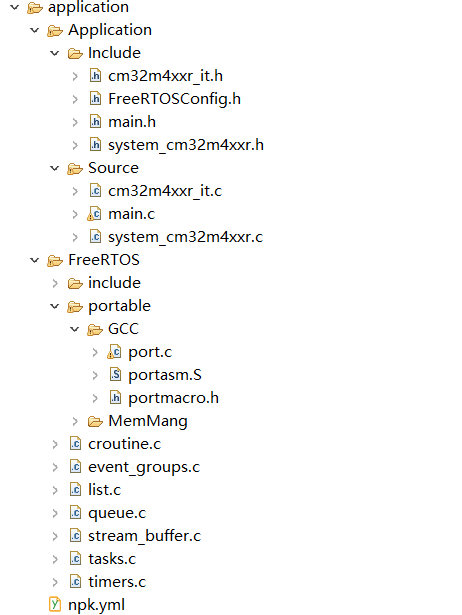 application
Application
Include
cm32m4xxr_it.h
FreeRTOSConfig.h
main.h
system_cm32m4xxr.h
Source
cm32m4xxr_it.c
main.c
system_cm32m4xxr.c
FreeRTOS
include
portable
GCC
port.c
portasm.S
portmacro.h
MemMang
croutine.c
event_groups.c
list.c
queue.c
stream_buffer.c
tasks.c
timers.c
npk.yml